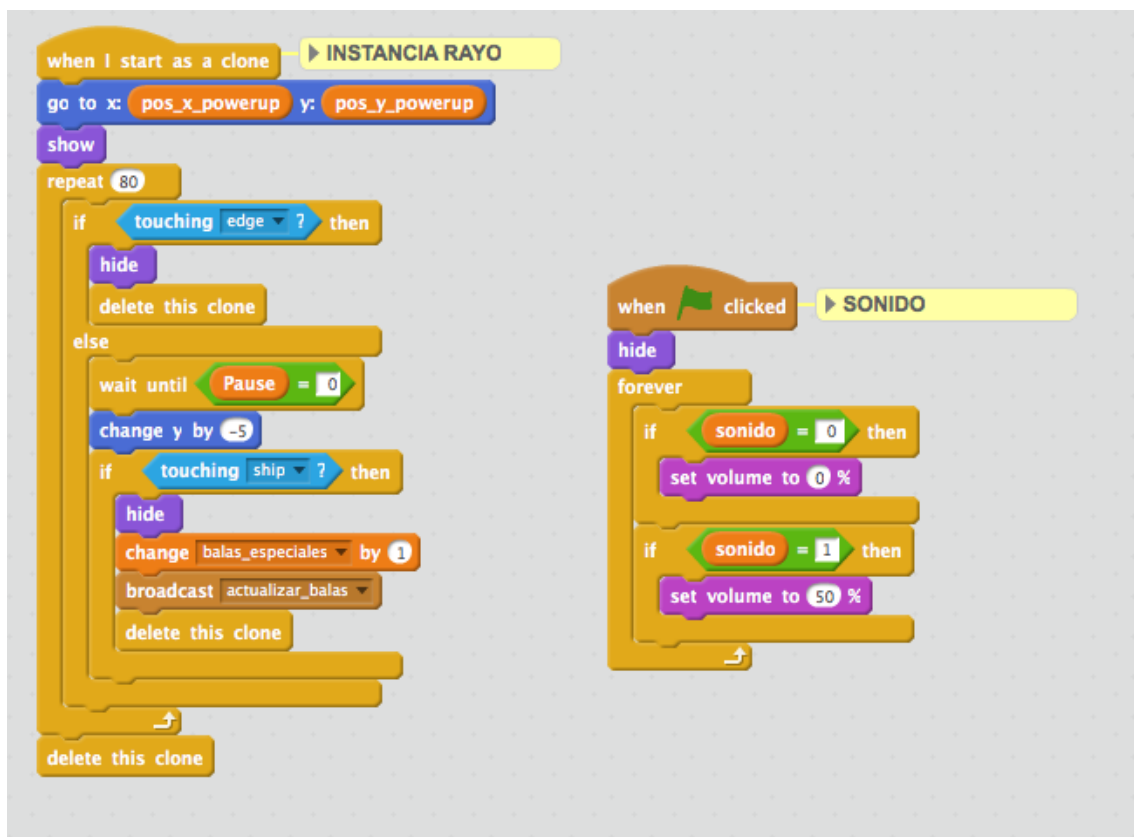 when I start as a clone
INSTANCIA RAYO
go to x: pos_x_powerup y: pos_y_powerup
show
repeat 80
if touching edge ? then
hide
delete this clone
else
wait until Pause = 0
change y by -5
if touching ship ? then
hide
change balas_especiales by 1
broadcast actualizar_balas
delete this clone
delete this clone
when clicked
SONIDO
hide
forever
if sonido = 0 then
set volume to 0 %
if sonido = 1 then
set volume to 50 %